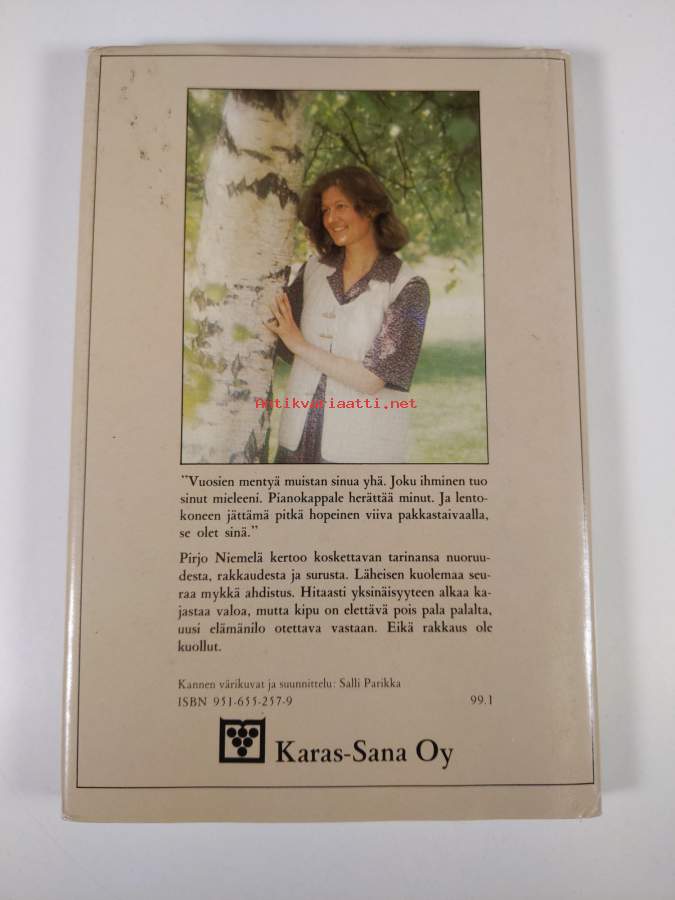 Antikvariaatti.net
"Vuosien mentyä muistan sinua yhä. Joku ihminen tuo
sinut mieleeni. Pianokappale herättää minut. Ja lento-
koneen jättämä pitkä hopeinen viiva pakkastaivaalla,
se olet sinä."
Pirjo Niemelä kertoo koskettavan tarinansa nuoruu-
desta, rakkaudesta ja surusta. Läheisen kuolemaa seu-
raa mykkä ahdistus. Hitaasti yksinäisyyteen alkaa ka-
jastaa valoa, mutta kipu on elettävä pois pala palalta,
uusi elämänilo otettava vastaan. Eikä rakkaus ole
kuollut.
Kannen värikuvat ja suunnittelu: Salli Parikka
ISBN 951-655-257-9 99.1
Karas-Sana Oy